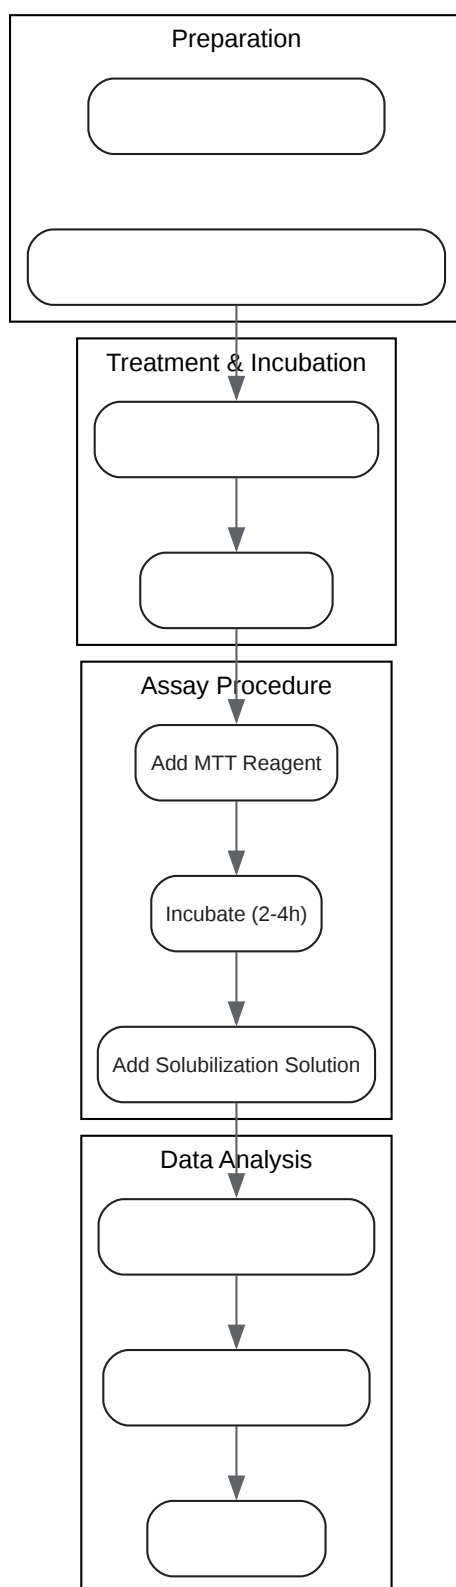 Preparation
Treatment & Incubation
Assay Procedure
Add MTT Reagent
Incubate (2-4h)
Add Solubilization Solution
Data Analysis